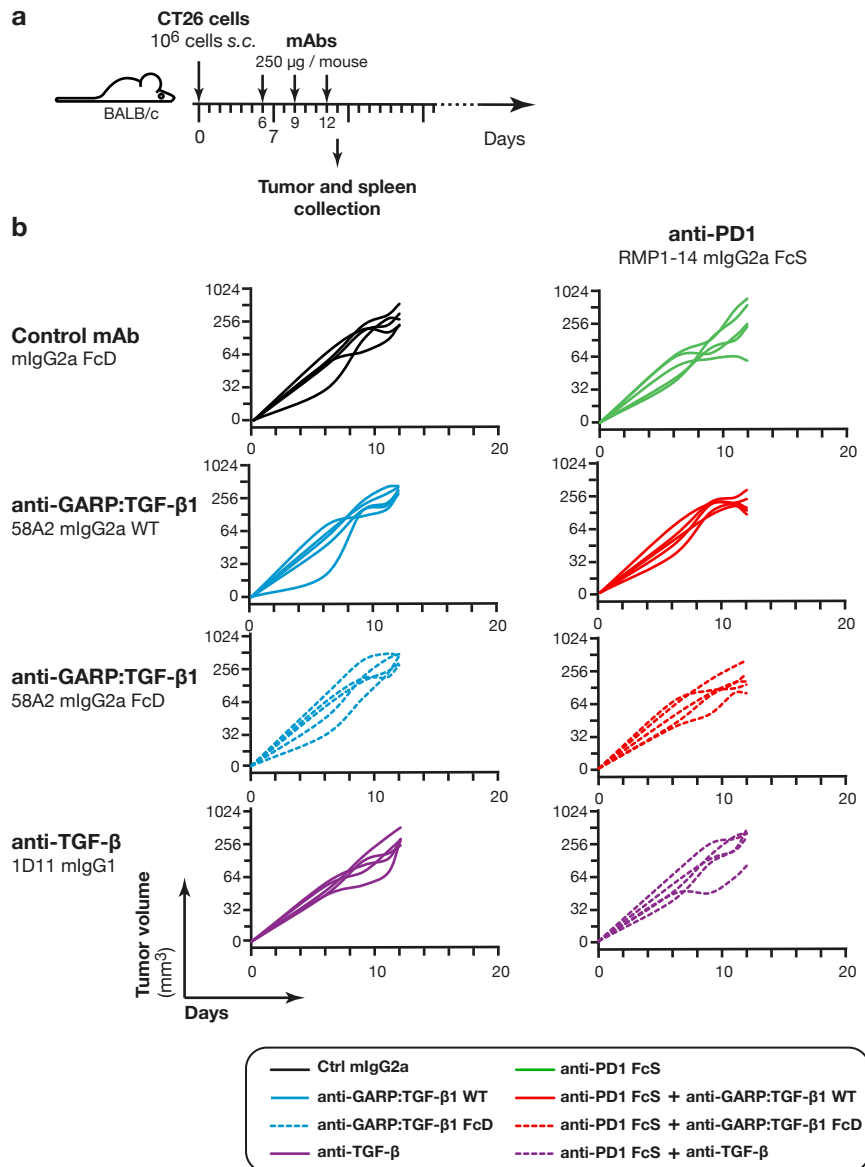 a
CT26 cells
10⁶ cells s.c.
mAbs
250 µg / mouse
BALB/c
0
6
7
9
12
Days
Tumor and spleen
collection
b
anti-PD1
RMP1-14 mIgG2a FcS
Control mAb
mIgG2a FcD
1024
256
64
32
0
0
10
20
1024
256
64
32
0
0
10
20
anti-GARP:TGF-β1
58A2 mIgG2a WT
1024
256
64
32
0
0
10
20
1024
256
64
32
0
0
10
20
anti-GARP:TGF-β1
58A2 mIgG2a FcD
1024
256
64
32
0
0
10
20
1024
256
64
32
0
0
10
20
anti-TGF-β
1D11 mIgG1
1024
256
64
32
0
0
10
20
1024
256
64
32
0
0
10
20
Tumor volume
(mm³)
Days
Ctrl mIgG2a
anti-PD1 FcS
anti-GARP:TGF-β1 WT
anti-PD1 FcS + anti-GARP:TGF-β1 WT
anti-GARP:TGF-β1 FcD
anti-PD1 FcS + anti-GARP:TGF-β1 FcD
anti-TGF-β
anti-PD1 FcS + anti-TGF-β